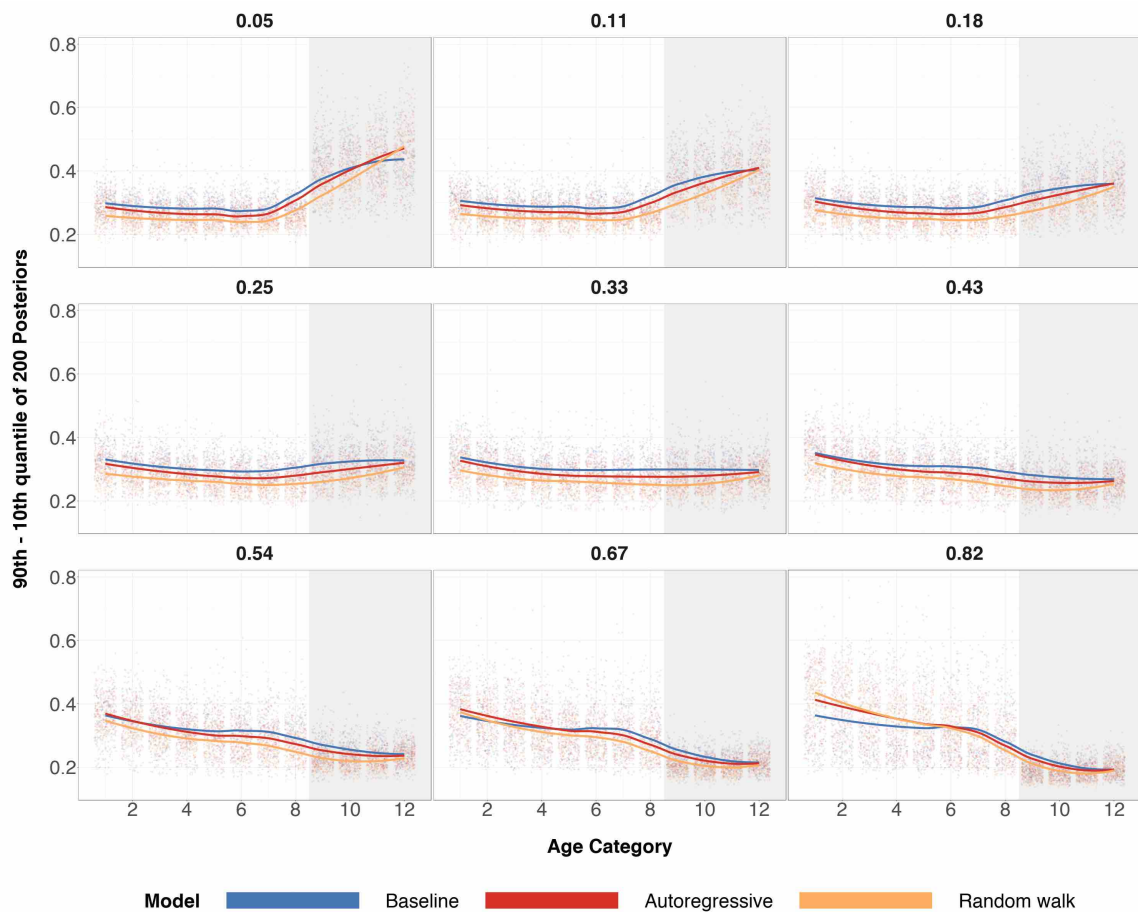 0.05 0.11 0.18
0.8
0.6
0.4
0.2
0.25 0.33 0.43
0.8
0.6
0.4
0.2
0.54 0.67 0.82
0.8
0.6
0.4
0.2
2 4 6 8 10 12 2 4 6 8 10 12 2 4 6 8 10 12
90th - 10th quantile of 200 Posteriors
Age Category
Model Baseline Autoregressive Random walk